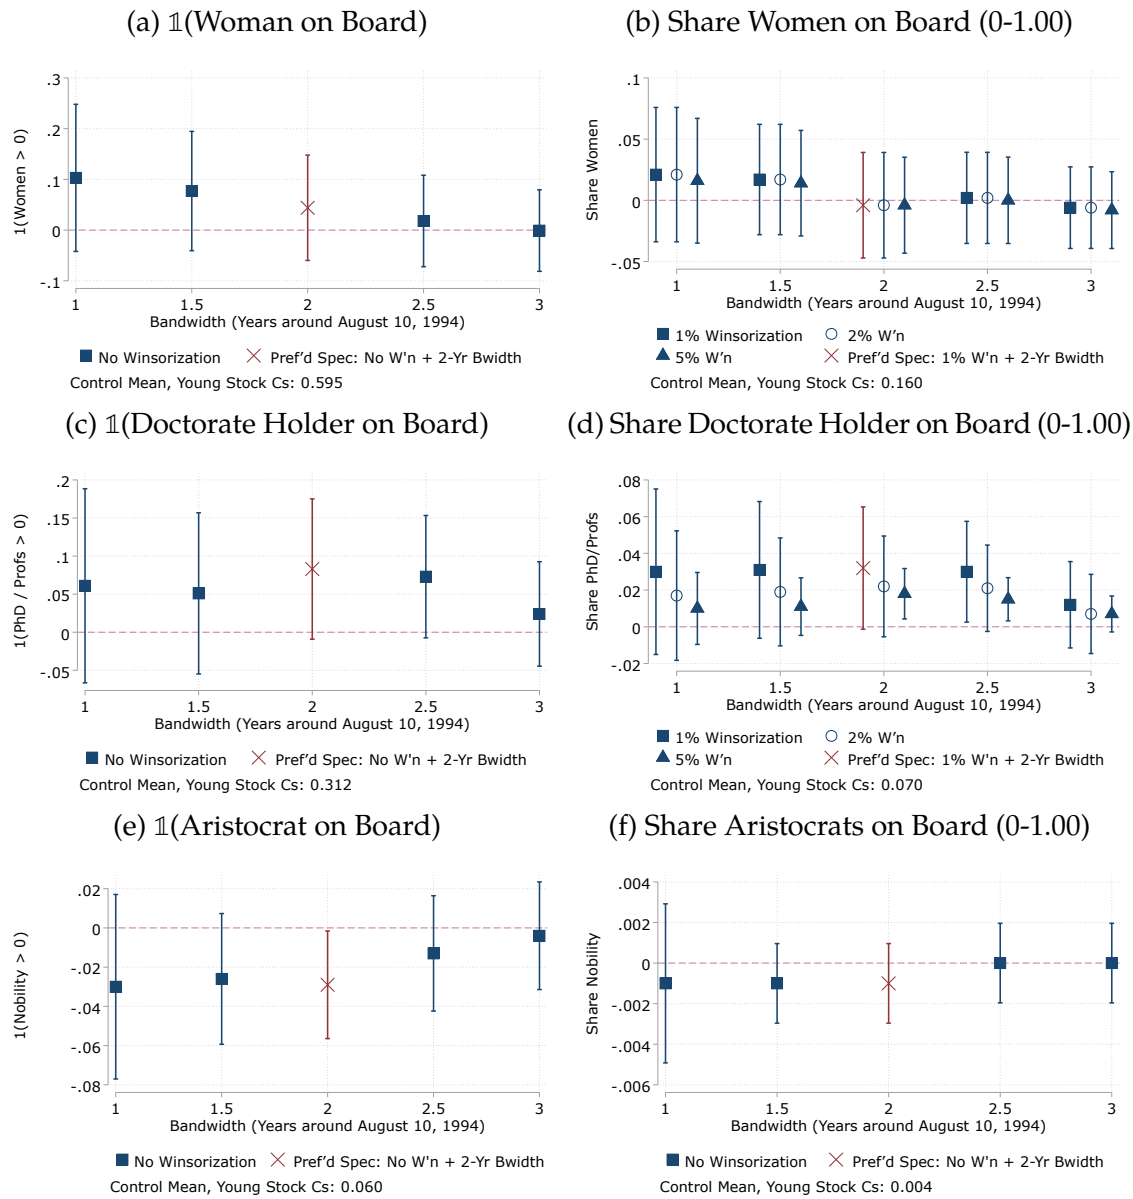 (a) 𝟙(Woman on Board)
.3
.2
.1
0
-.1
1(Women > 0)
1 1.5 2 2.5 3
Bandwidth (Years around August 10, 1994)
No Winsorization Pref'd Spec: No W'n + 2-Yr Bwidth
Control Mean, Young Stock Cs: 0.595
(b) Share Women on Board (0-1.00)
.1
.05
0
-.05
Share Women
1 1.5 2 2.5 3
Bandwidth (Years around August 10, 1994)
1% Winsorization 2% W'n
5% W'n Pref'd Spec: 1% W'n + 2-Yr Bwidth
Control Mean, Young Stock Cs: 0.160
(c) 𝟙(Doctorate Holder on Board)
.2
.15
.1
.05
0
-.05
1(PhD / Profs > 0)
1 1.5 2 2.5 3
Bandwidth (Years around August 10, 1994)
No Winsorization Pref'd Spec: No W'n + 2-Yr Bwidth
Control Mean, Young Stock Cs: 0.312
(d) Share Doctorate Holder on Board (0-1.00)
.08
.06
.04
.02
0
-.02
Share PhD/Profs
1 1.5 2 2.5 3
Bandwidth (Years around August 10, 1994)
1% Winsorization 2% W'n
5% W'n Pref'd Spec: 1% W'n + 2-Yr Bwidth
Control Mean, Young Stock Cs: 0.070
(e) 𝟙(Aristocrat on Board)
.02
0
-.02
-.04
-.06
-.08
1(Nobility > 0)
1 1.5 2 2.5 3
Bandwidth (Years around August 10, 1994)
No Winsorization Pref'd Spec: No W'n + 2-Yr Bwidth
Control Mean, Young Stock Cs: 0.060
(f) Share Aristocrats on Board (0-1.00)
.004
.002
0
-.002
-.004
-.006
Share Nobility
1 1.5 2 2.5 3
Bandwidth (Years around August 10, 1994)
No Winsorization Pref'd Spec: No W'n + 2-Yr Bwidth
Control Mean, Young Stock Cs: 0.004